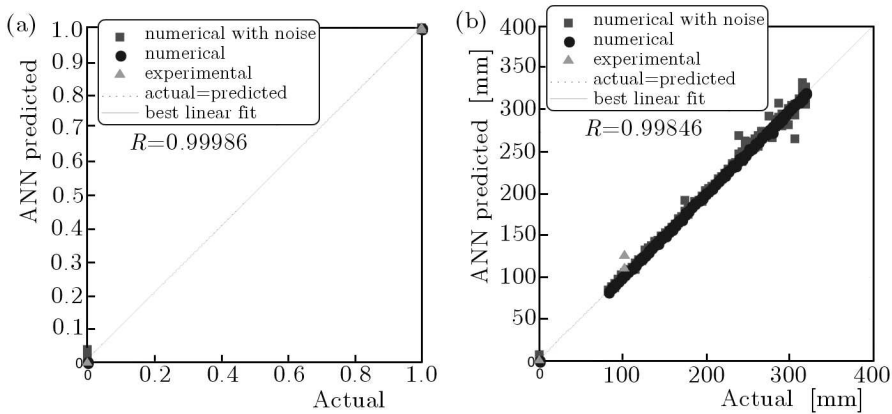 (a)
numerical with noise
numerical
experimental
actual=predicted
best linear fit
R=0.99986
ANN predicted
1.0
0.9
0.8
0.7
0.6
0.5
0.4
0.3
0.2
0.1
0
0
0.2
0.4
0.6
0.8
1.0
Actual
(b)
numerical with noise
numerical
experimental
actual=predicted
best linear fit
R=0.99846
ANN predicted [mm]
400
350
300
250
200
150
100
50
0
0
100
200
300
400
Actual [mm]